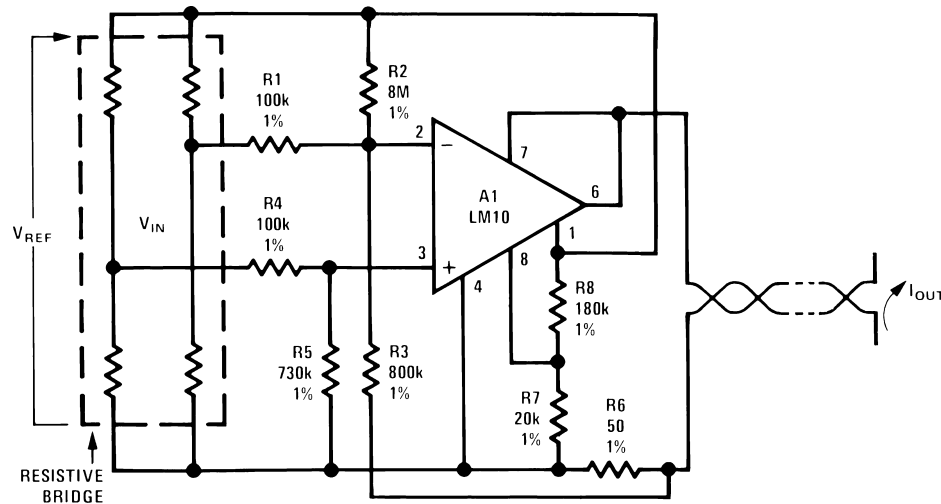 V_REF
RESISTIVE
BRIDGE
V_IN
R1
100k
1%
R2
8M
1%
R4
100k
1%
R5
730k
1%
R3
800k
1%
2
−
3
+
A1
LM10
7
6
1
8
4
R8
180k
1%
R7
20k
1%
R6
50
1%
I_OUT